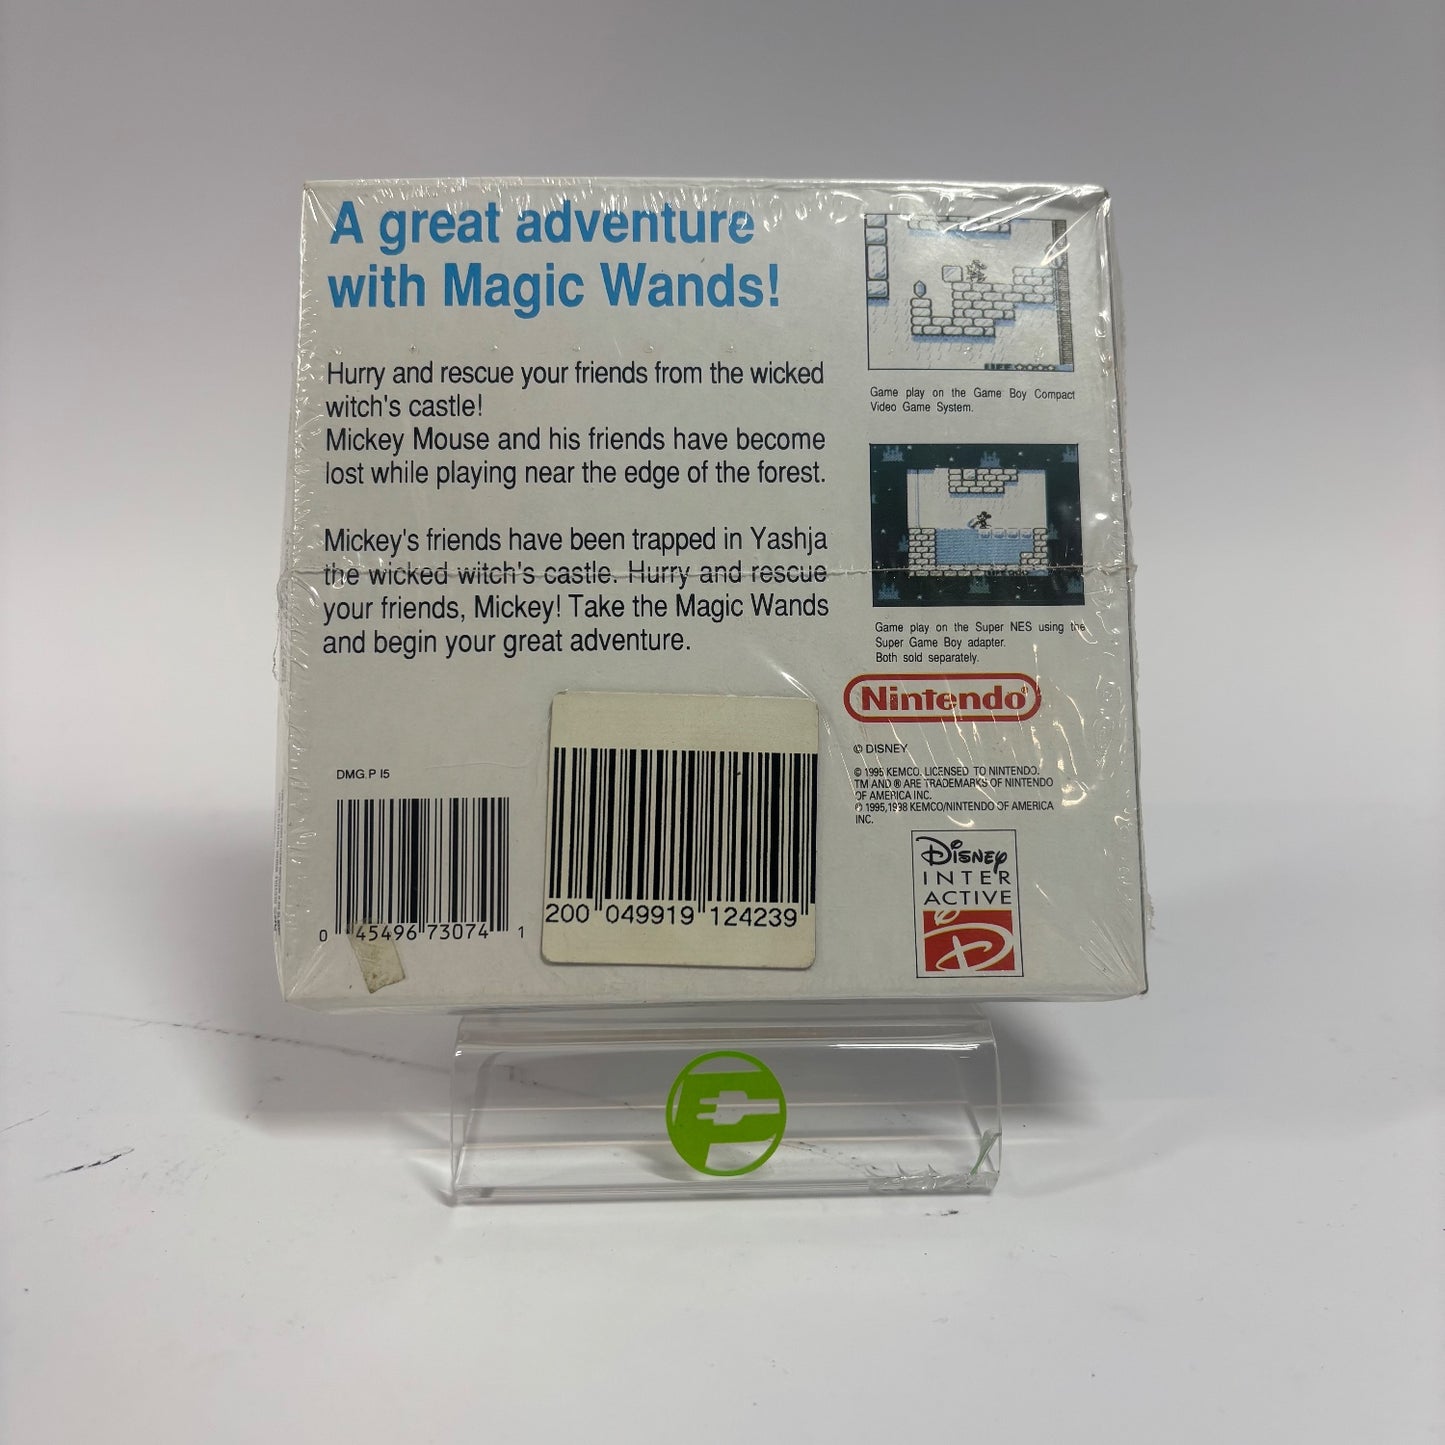 A great adventure
with Magic Wands!
Hurry and rescue your friends from the wicked
witch's castle!
Mickey Mouse and his friends have become
lost while playing near the edge of the forest.
Mickey's friends have been trapped in Yashja
the wicked witch's castle. Hurry and rescue
your friends, Mickey! Take the Magic Wands
and begin your great adventure.
LIFE
Game play on the Game Boy Compact
Video Game System.
Game play on the Super NES using the
Super Game Boy adapter.
Both sold separately.
Nintendo®
© DISNEY
© 1995 KEMCO. LICENSED TO NINTENDO.
TM AND ® ARE TRADEMARKS OF NINTENDO
OF AMERICA INC.
© 1995,1998 KEMCO/NINTENDO OF AMERICA
INC.
DISNEY
INTER
ACTIVE
D
DMG P I5
0 45496 73074 1
200 049919 124239